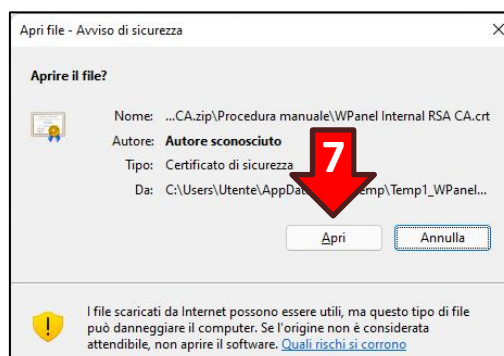 Apri file - Avviso di sicurezza
Aprire il file?
Nome: ...CA.zip\Procedura manuale\WPanel Internal RSA CA.crt
Autore: Autore sconosciuto
Tipo: Certificato di sicurezza
7
Da: C:\Users\Utente\AppDat emp\Temp1_WPanel...
Apri Annulla
I file scaricati da Internet possono essere utili, ma questo tipo di file
può danneggiare il computer. Se l'origine non è considerata
attendibile, non aprire il software. Quali rischi si corrono